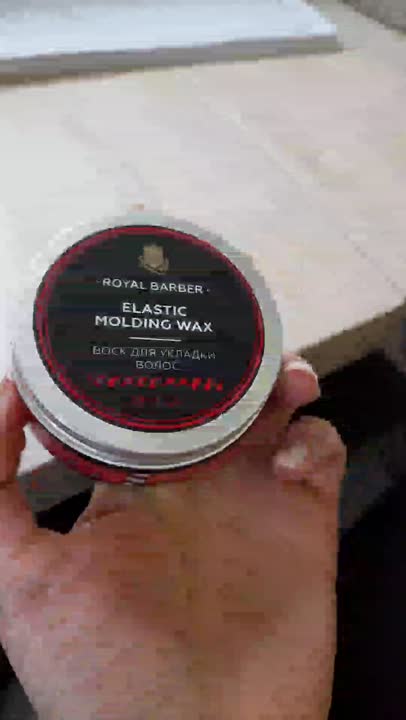 ROYAL BARBER
ELASTIC
MOLDING WAX
ВОСК ДЛЯ УКЛАДКИ
ВОЛОС